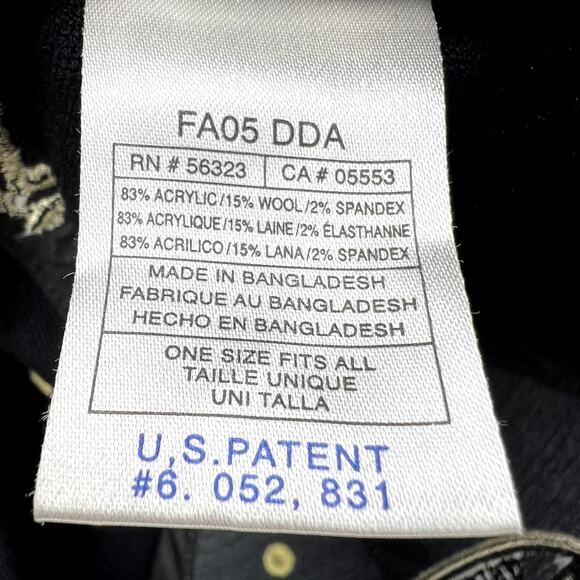 FA05 DDA
RN # 56323 CA # 05553
83% ACRYLIC/15% WOOL/2% SPANDEX
83% ACRYLIQUE/15% LAINE/2% ÉLASTHANNE
83% ACRILICO/15% LANA/2% SPANDEX
MADE IN BANGLADESH
FABRIQUE AU BANGLADESH
HECHO EN BANGLADESH
ONE SIZE FITS ALL
TAILLE UNIQUE
UNI TALLA
U,S.PATENT
#6. 052, 831